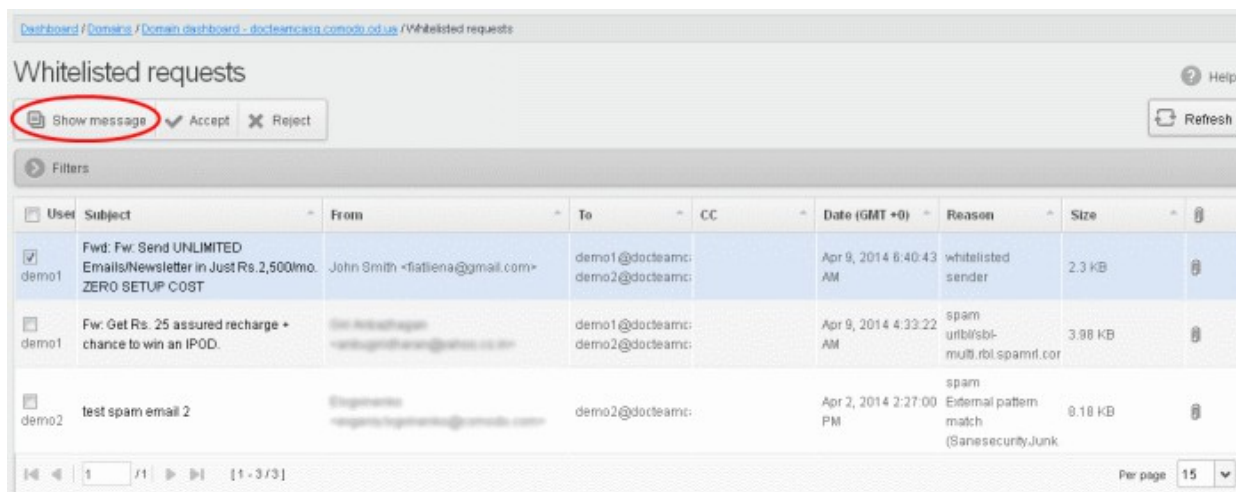 Dashboard / Domains / Domain dashboard - docteamcasg.comodo.od.ua / Whitelisted requests
Whitelisted requests
Help
Show message Accept Reject
Refresh
Filters
User Subject From To CC Date (GMT +0) Reason Size
demo1
Fwd: Fw: Send UNLIMITED
Emails/Newsletter in Just Rs.2,500/mo.
ZERO SETUP COST
John Smith <fiatliena@gmail.com>
demo1@docteamc
demo2@docteamc
Apr 9, 2014 6:40:43
AM
whitelisted
sender
2.3 KB
demo1
Fw: Get Rs. 25 assured recharge +
chance to win an IPOD.
demo1@docteamc
demo2@docteamc
Apr 9, 2014 4:33:22
AM
spam
urlbl/sbl-
multi.rbl.spamrl.cor
3.98 KB
demo2
test spam email 2
demo2@docteamc
Apr 2, 2014 2:27:00
PM
spam
External pattern
match
(Sanesecurity.Junk
8.18 KB
1 /1 [1 - 3 / 3]
Per page 15